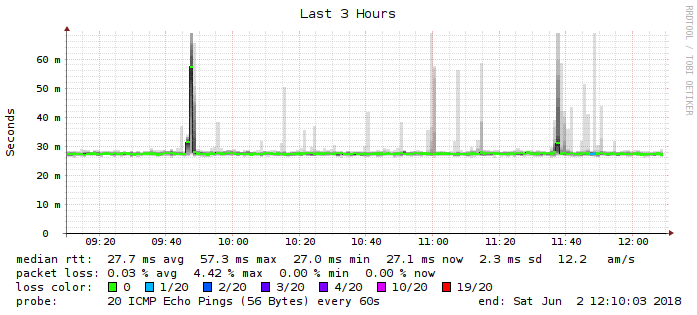 Last 3 Hours
RRDTOOL / TOBI OETIKER
Seconds
60 m
50 m
40 m
30 m
20 m
10 m
0
09:20 09:40 10:00 10:20 10:40 11:00 11:20 11:40 12:00
median rtt: 27.7 ms avg 57.3 ms max 27.0 ms min 27.1 ms now 2.3 ms sd 12.2 am/s
packet loss: 0.03 % avg 4.42 % max 0.00 % min 0.00 % now
loss color: 0 1/20 2/20 3/20 4/20 10/20 19/20
probe: 20 ICMP Echo Pings (56 Bytes) every 60s end: Sat Jun 2 12:10:03 2018